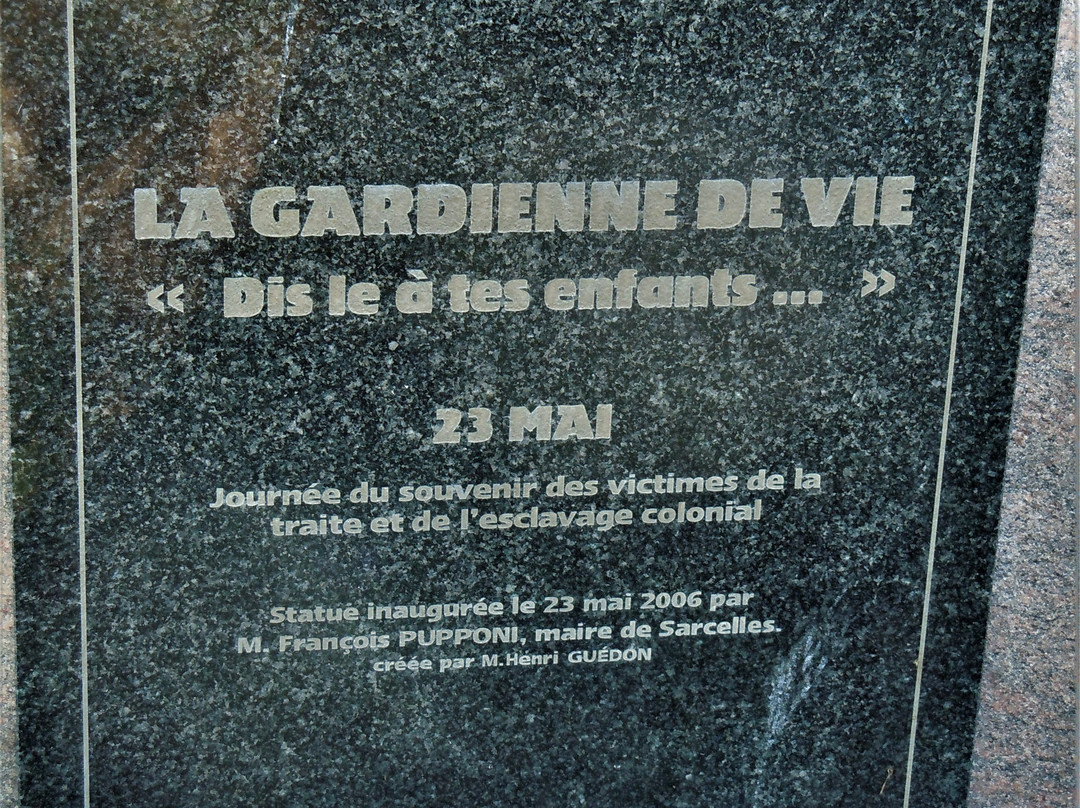 LA GARDIENNE DE VIE
« Dis le à tes enfants ... »
23 MAI
Journée du souvenir des victimes de la
traite et de l'esclavage colonial
Statue inaugurée le 23 mai 2006 par
M. François PUPPONI, maire de Sarcelles.
créée par M. Henri GUÉDON